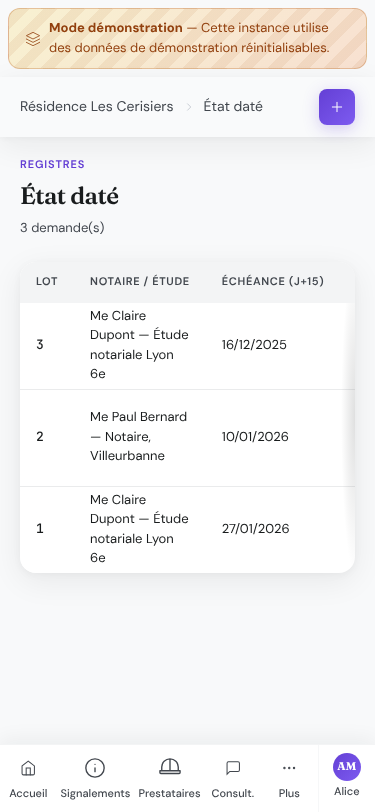 Mode démonstration — Cette instance utilise
des données de démonstration réinitialisables.
Résidence Les Cerisiers > État daté
+
REGISTRES
État daté
3 demande(s)
LOT NOTAIRE / ÉTUDE ÉCHÉANCE (J+15)
3 Me Claire Dupont — Étude notariale Lyon 6e 16/12/2025
2 Me Paul Bernard — Notaire, Villeurbanne 10/01/2026
1 Me Claire Dupont — Étude notariale Lyon 6e 27/01/2026
Accueil Signalements Prestataires Consult. Plus AM Alice